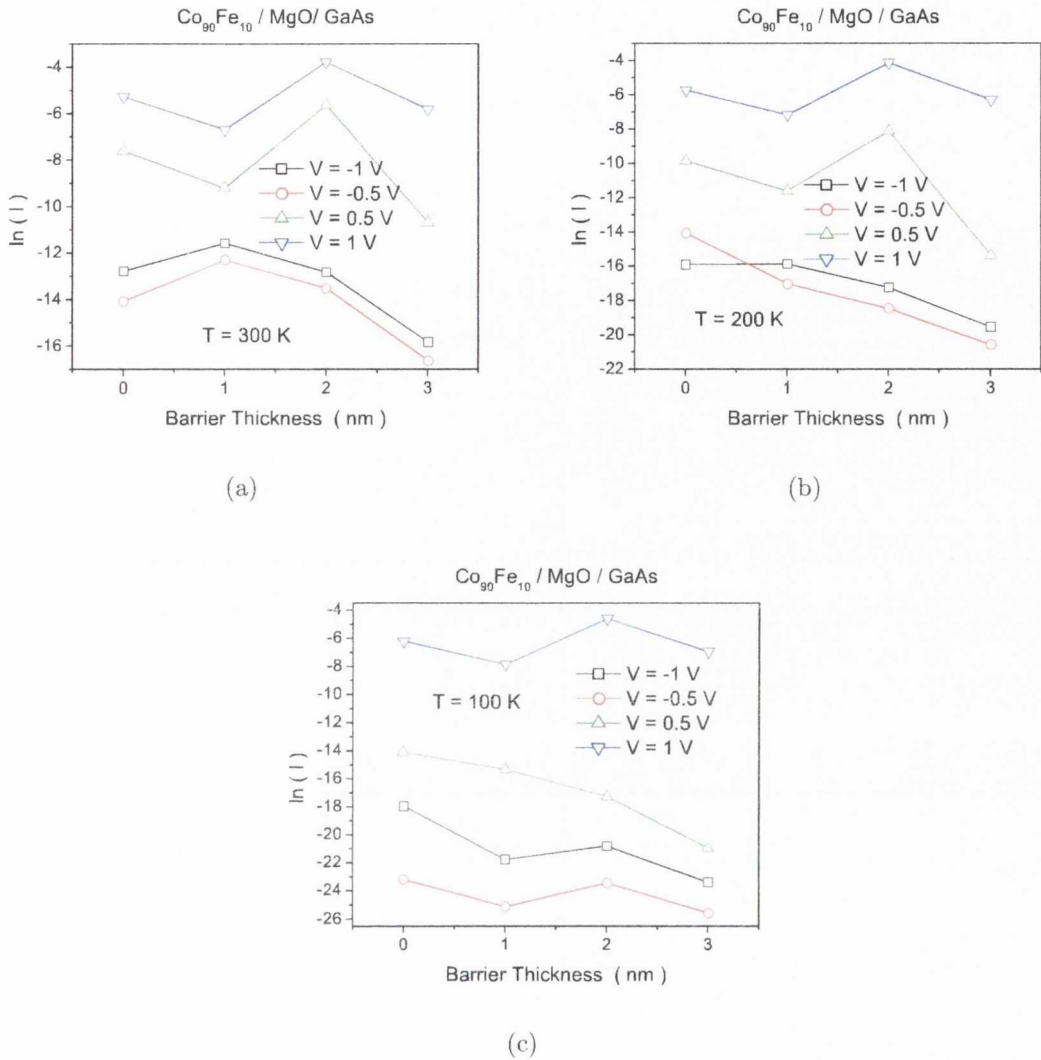 Co90Fe10 / MgO/ GaAs
-4
-6
-8
-10
-12
-14
-16
ln ( I )
V = -1 V
V = -0.5 V
V = 0.5 V
V = 1 V
T = 300 K
0 1 2 3
Barrier Thickness ( nm )
(a)
Co90Fe10 / MgO / GaAs
-4
-6
-8
-10
-12
-14
-16
-18
-20
-22
ln ( I )
V = -1 V
V = -0.5 V
V = 0.5 V
V = 1 V
T = 200 K
0 1 2 3
Barrier Thickness ( nm )
(b)
Co90Fe10 / MgO / GaAs
-4
-6
-8
-10
-12
-14
-16
-18
-20
-22
-24
-26
ln ( I )
V = -1 V
V = -0.5 V
V = 0.5 V
V = 1 V
T = 100 K
0 1 2 3
Barrier Thickness ( nm )
(c)